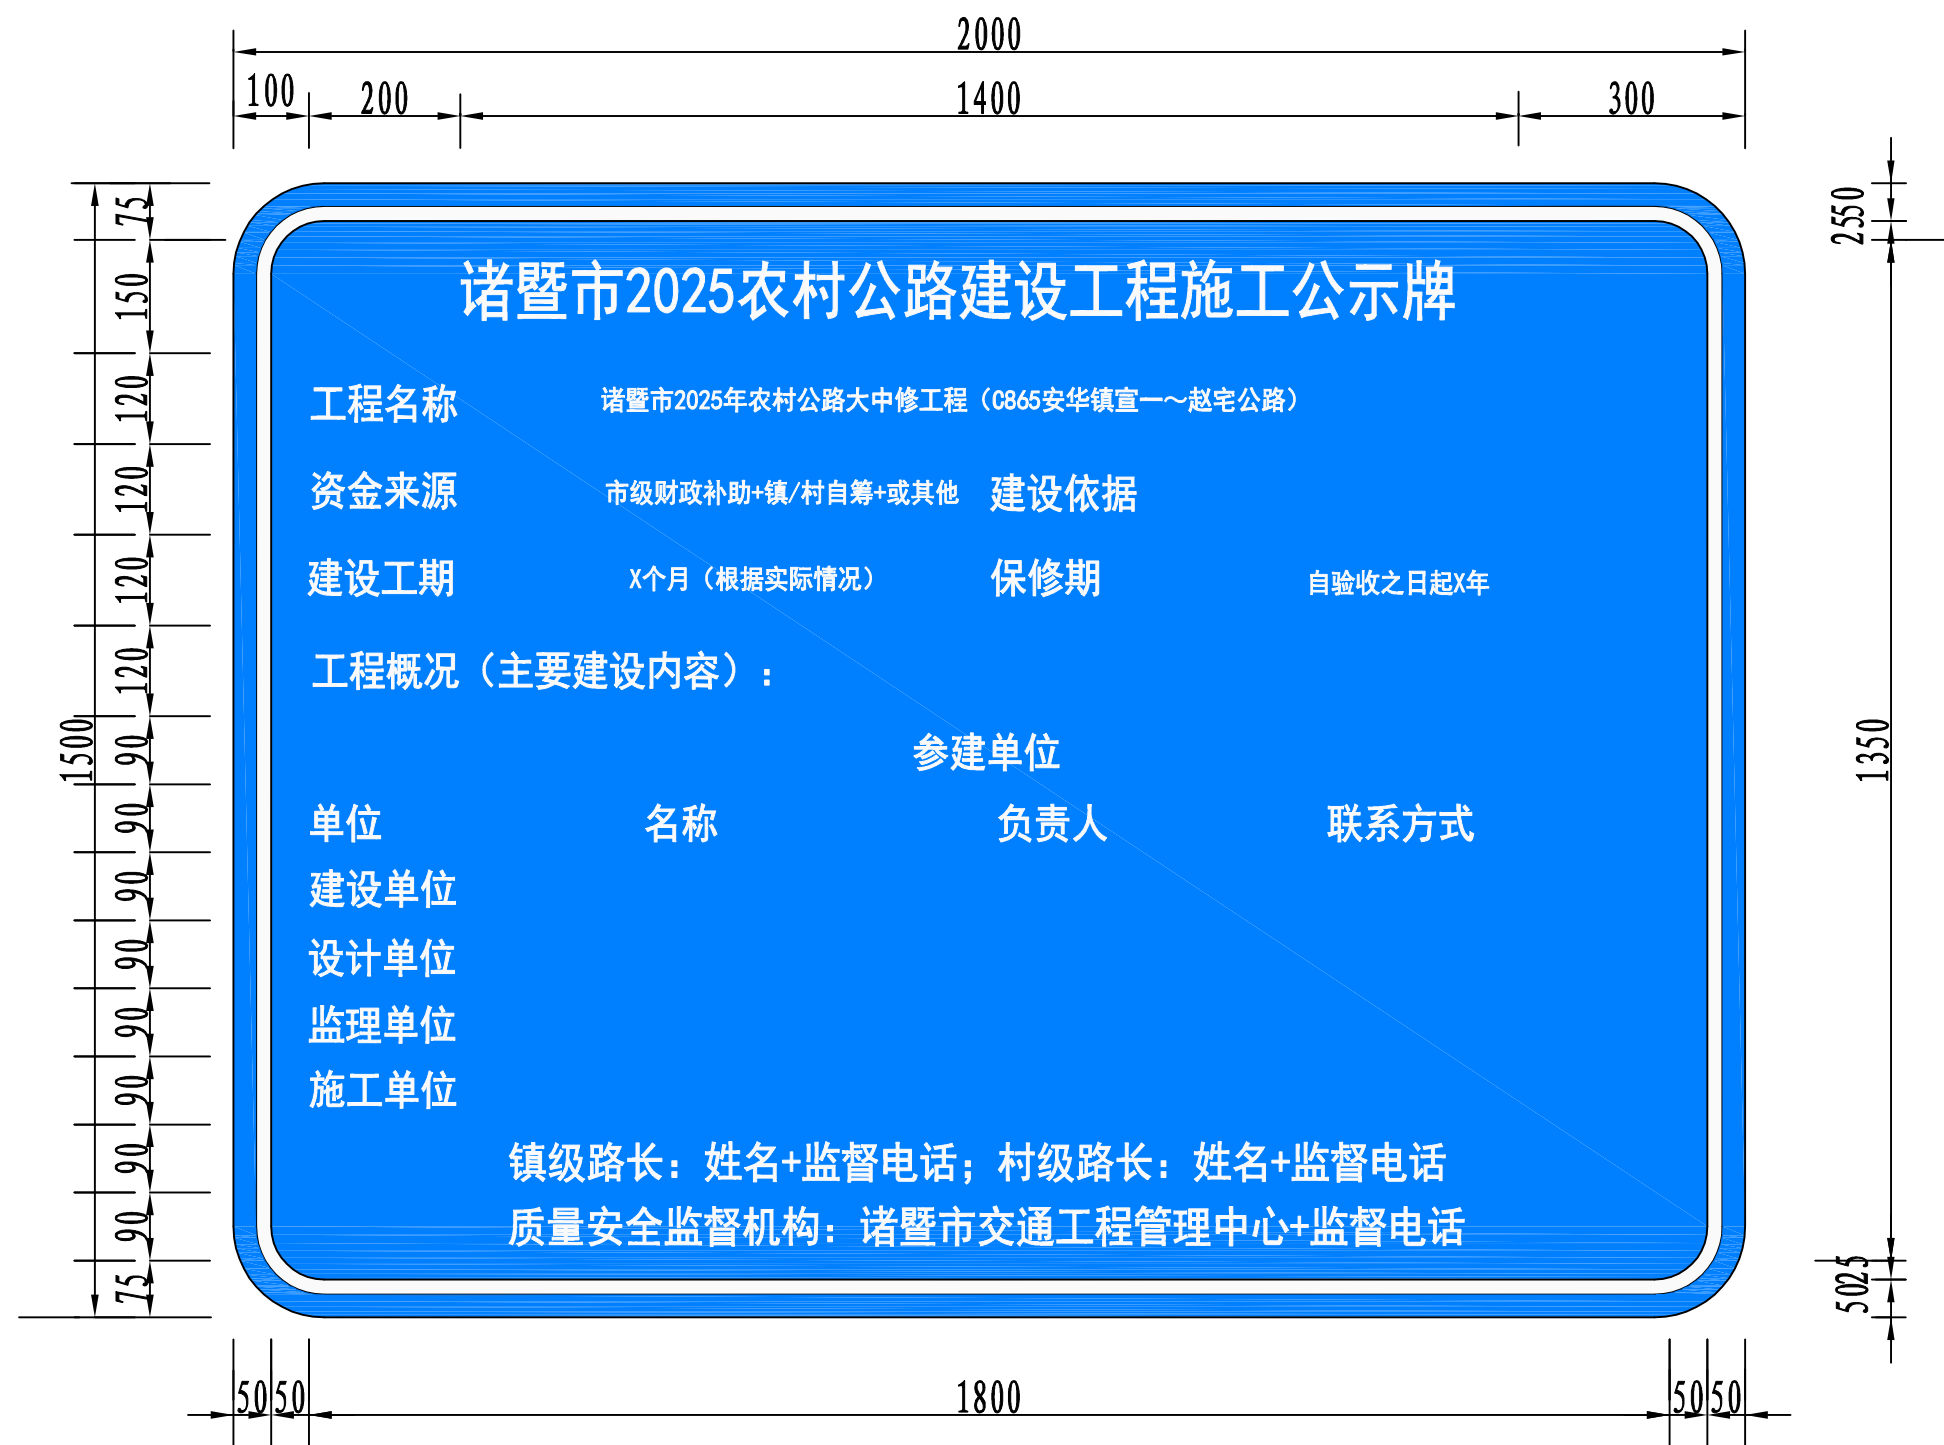 2000
100 200 1400 300
诸暨市2025农村公路建设工程施工公示牌
工程名称 诸暨市2025年农村公路大中修工程（C865安华镇宣一～赵宅公路）
资金来源 市级财政补助+镇/村自筹+或其他 建设依据
建设工期 X个月（根据实际情况） 保修期 自验收之日起X年
工程概况（主要建设内容）：
参建单位
单位 名称 负责人 联系方式
建设单位
设计单位
监理单位
施工单位
镇级路长：姓名+监督电话；村级路长：姓名+监督电话
质量安全监督机构：诸暨市交通工程管理中心+监督电话
75
150
120
120
120
120
90
90
90
90
90
90
90
90
75
1500
50
25
1350
25
50
50 50 1800 50 50